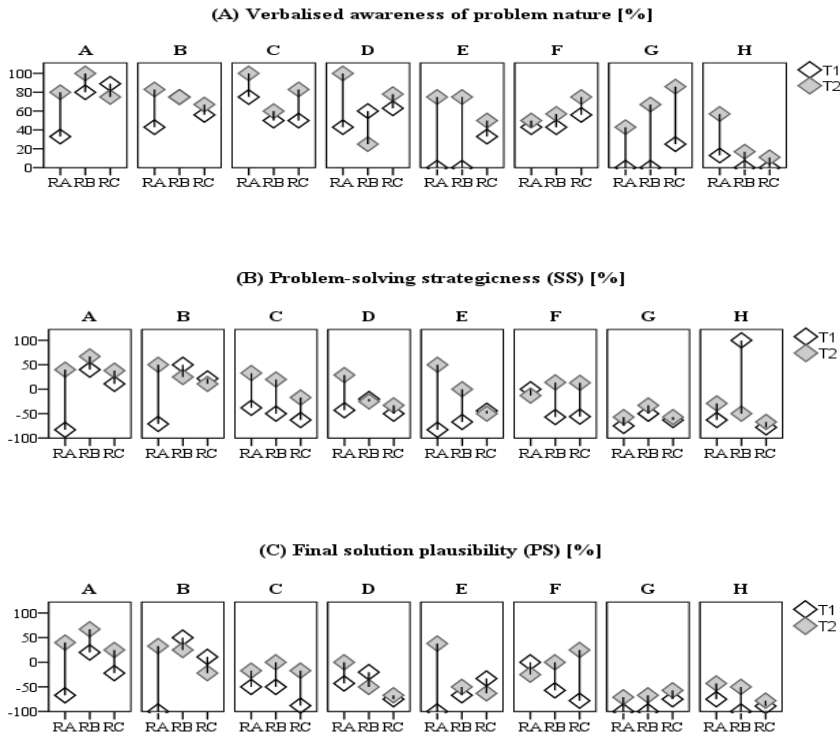 (A) Verbalised awareness of problem nature [%]
A B C D E F G H
100
80
60
40
20
0
T1
T2
RA RB RC RA RB RC RA RB RC RA RB RC RA RB RC RA RB RC RA RB RC RA RB RC
(B) Problem-solving strategicness (SS) [%]
A B C D E F G H
100
50
0
-50
-100
T1
T2
RA RB RC RA RB RC RA RB RC RA RB RC RA RB RC RA RB RC RA RB RC RA RB RC
(C) Final solution plausibility (PS) [%]
A B C D E F G H
100
50
0
-50
-100
T1
T2
RA RB RC RA RB RC RA RB RC RA RB RC RA RB RC RA RB RC RA RB RC RA RB RC